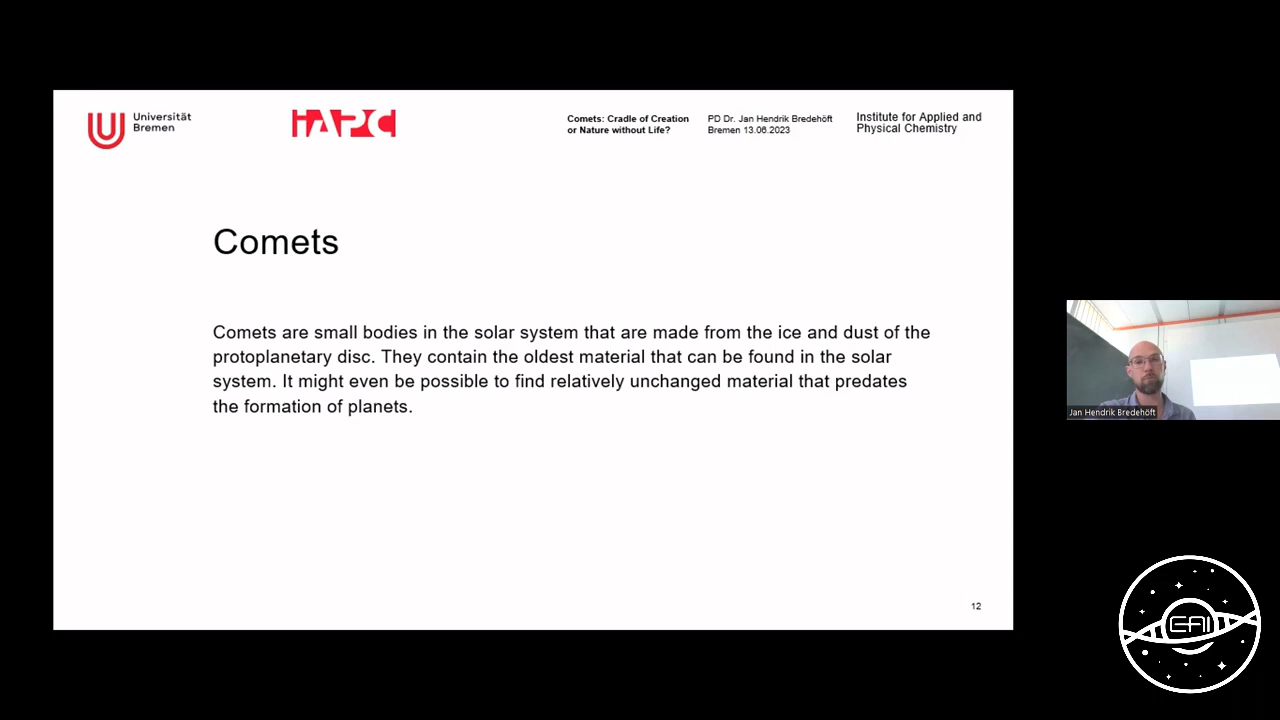 Universität
Bremen
IAPC
Comets: Cradle of Creation
or Nature without Life?
PD Dr. Jan Hendrik Bredehöft
Bremen 13.06.2023
Institute for Applied and
Physical Chemistry
Comets
Comets are small bodies in the solar system that are made from the ice and dust of the
protoplanetary disc. They contain the oldest material that can be found in the solar
system. It might even be possible to find relatively unchanged material that predates
the formation of planets.
12
Jan Hendrik Bredehöft
EAI